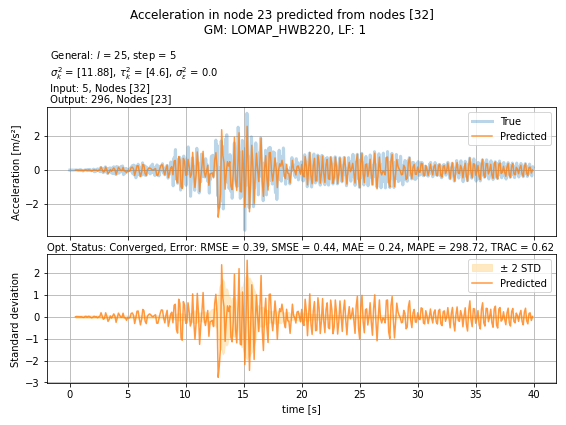 Acceleration in node 23 predicted from nodes [32]
GM: LOMAP_HWB220, LF: 1
General: l = 25, step = 5
σ²ₖ = [11.88], τ²ₖ = [4.6], σ²ε = 0.0
Input: 5, Nodes [32]
Output: 296, Nodes [23]
Acceleration [m/s²]
2
0
−2
True
Predicted
Opt. Status: Converged, Error: RMSE = 0.39, SMSE = 0.44, MAE = 0.24, MAPE = 298.72, TRAC = 0.62
Standard deviation
2
1
0
−1
−2
−3
± 2 STD
Predicted
0 5 10 15 20 25 30 35 40
time [s]